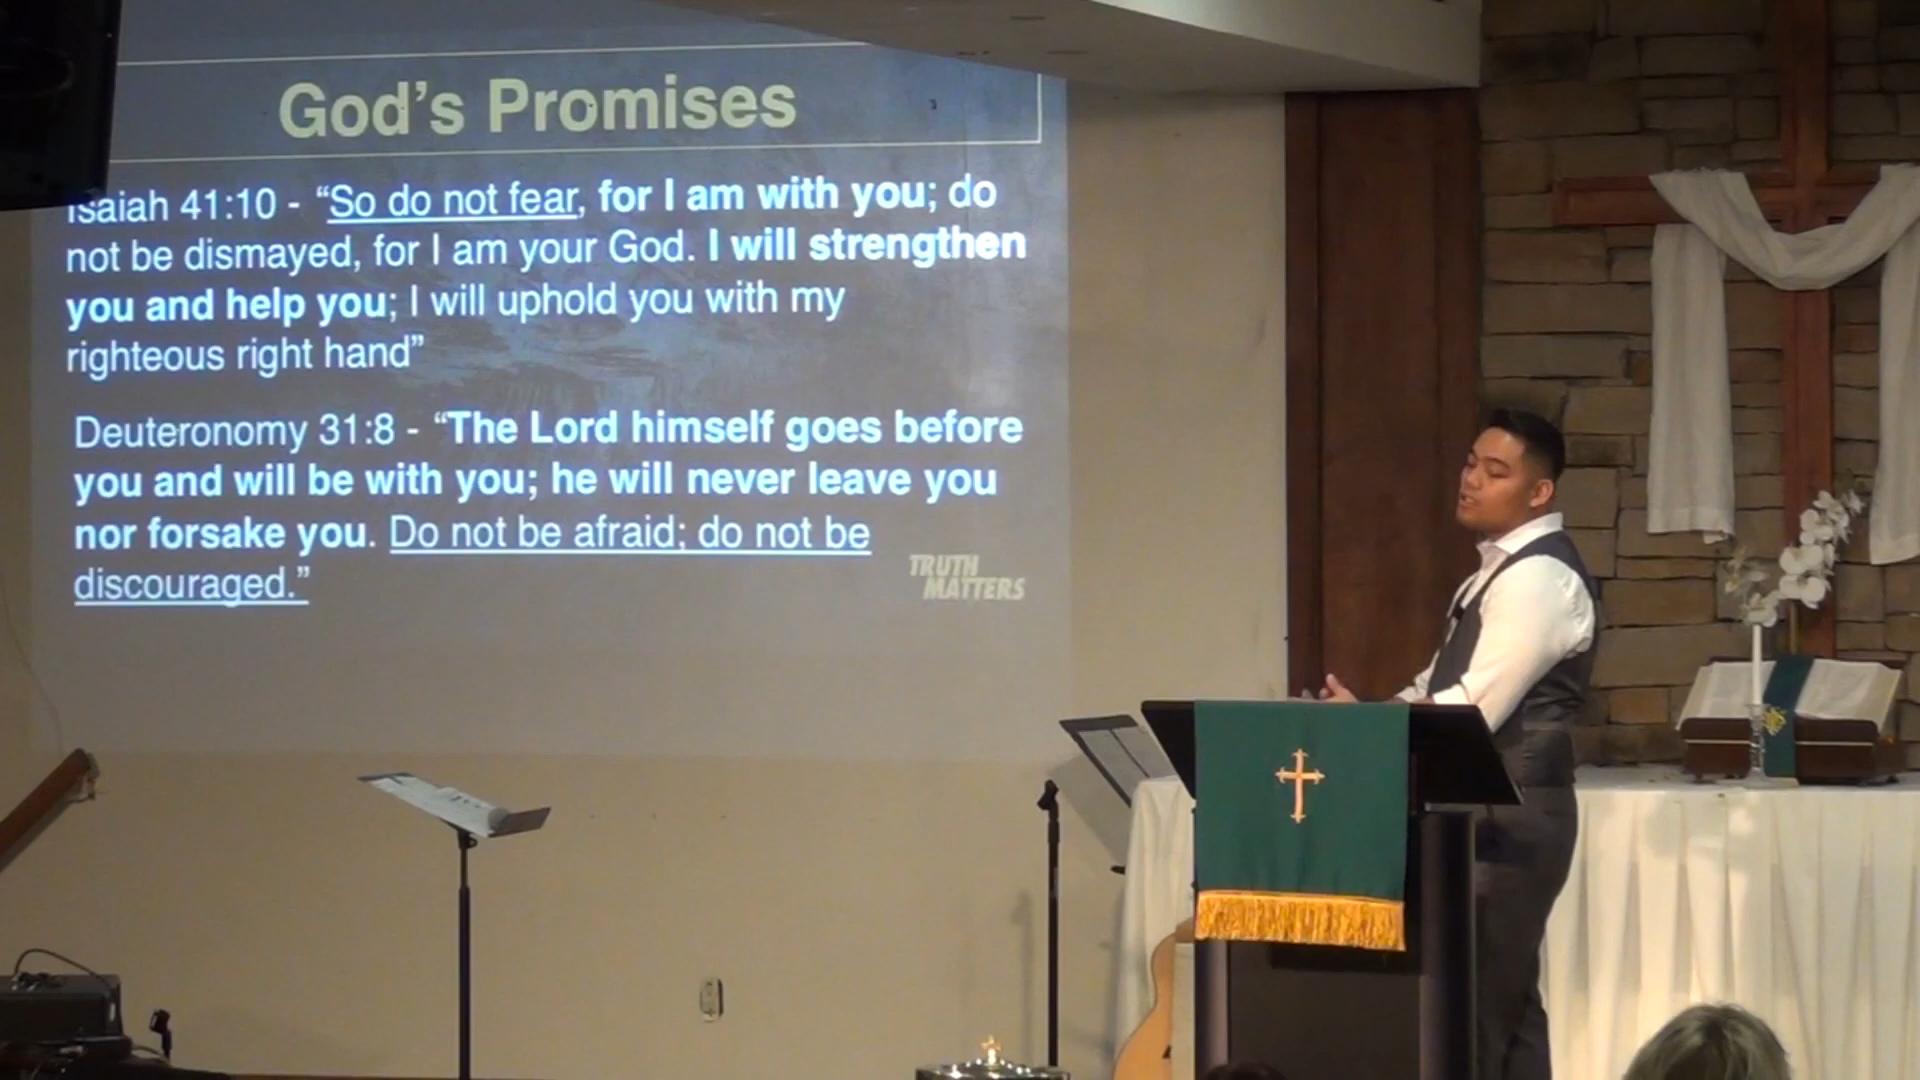 God's Promises
Isaiah 41:10 - “So do not fear, for I am with you; do
not be dismayed, for I am your God. I will strengthen
you and help you; I will uphold you with my
righteous right hand”
Deuteronomy 31:8 - “The Lord himself goes before
you and will be with you; he will never leave you
nor forsake you. Do not be afraid; do not be
discouraged.”
TRUTH
MATTERS